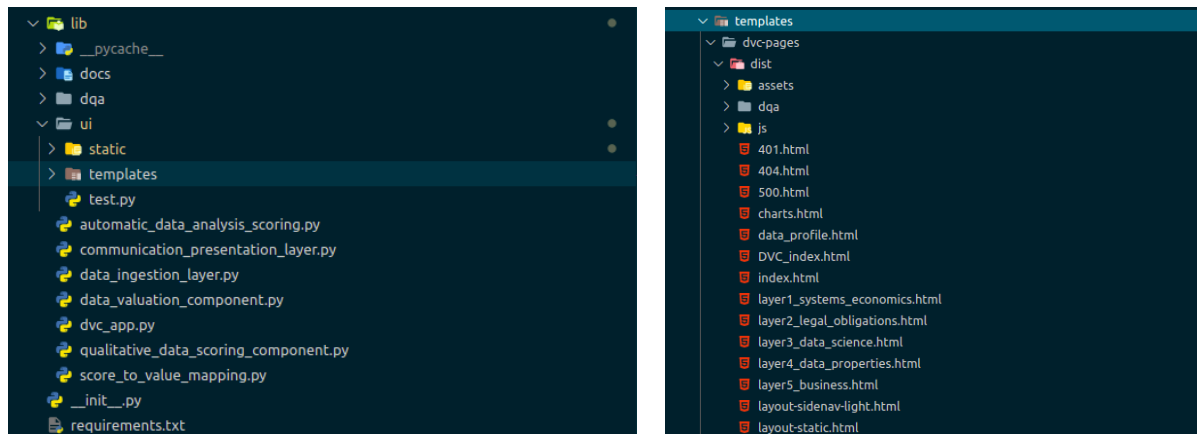 lib
__pycache__
docs
dqa
ui
static
templates
test.py
automatic_data_analysis_scoring.py
communication_presentation_layer.py
data_ingestion_layer.py
data_valuation_component.py
dvc_app.py
qualitative_data_scoring_component.py
score_to_value_mapping.py
__init__.py
requirements.txt
templates
dvc-pages
dist
assets
dqa
js
401.html
404.html
500.html
charts.html
data_profile.html
DVC_index.html
index.html
layer1_systems_economics.html
layer2_legal_obligations.html
layer3_data_science.html
layer4_data_properties.html
layer5_business.html
layout-sidenav-light.html
layout-static.html